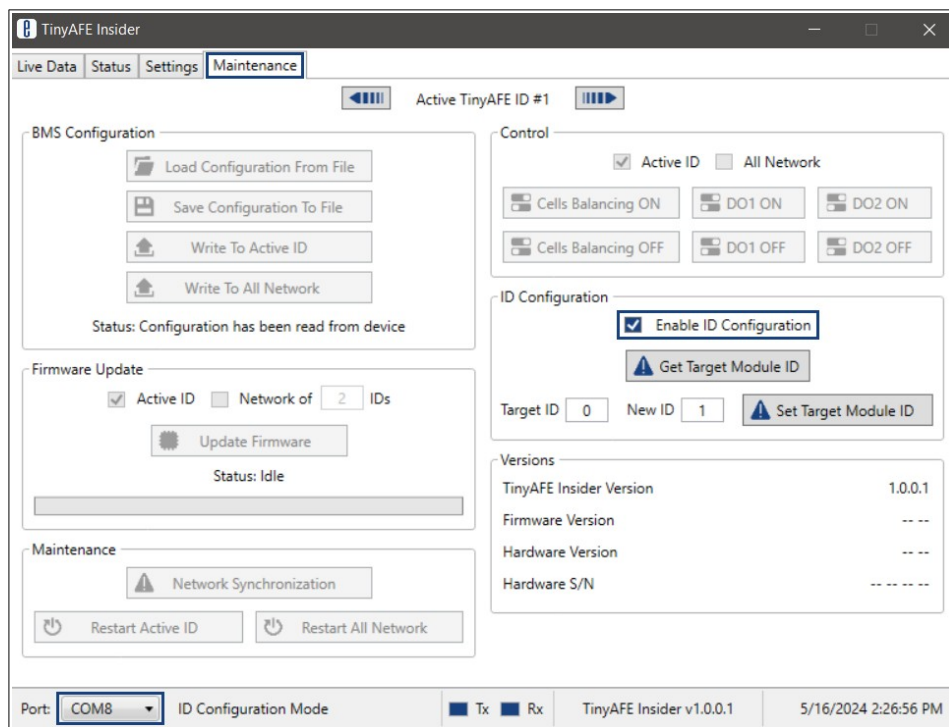 TinyAFE Insider
Live Data Status Settings Maintenance
Active TinyAFE ID #1
BMS Configuration
Load Configuration From File
Save Configuration To File
Write To Active ID
Write To All Network
Status: Configuration has been read from device
Firmware Update
Active ID Network of 2 IDs
Update Firmware
Status: Idle
Maintenance
Network Synchronization
Restart Active ID Restart All Network
Control
Active ID All Network
Cells Balancing ON DO1 ON DO2 ON
Cells Balancing OFF DO1 OFF DO2 OFF
ID Configuration
Enable ID Configuration
Get Target Module ID
Target ID 0 New ID 1 Set Target Module ID
Versions
TinyAFE Insider Version 1.0.0.1
Firmware Version -- --
Hardware Version -- --
Hardware S/N -- -- -- --
Port: COM8 ID Configuration Mode Tx Rx TinyAFE Insider v1.0.0.1 5/16/2024 2:26:56 PM